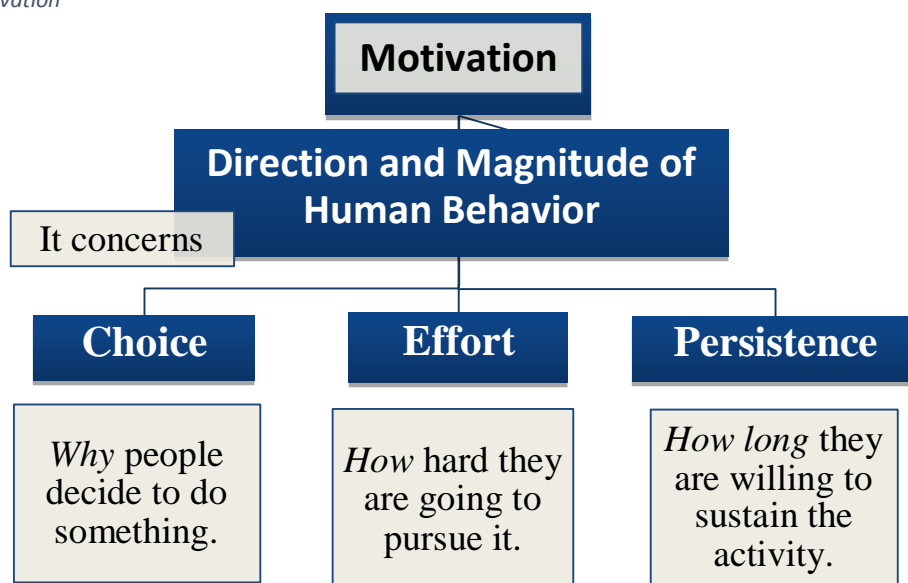 vation
Motivation
Direction and Magnitude of
Human Behavior
It concerns
Choice
Effort
Persistence
Why people
decide to do
something.
How hard they
are going to
pursue it.
How long they
are willing to
sustain the
activity.